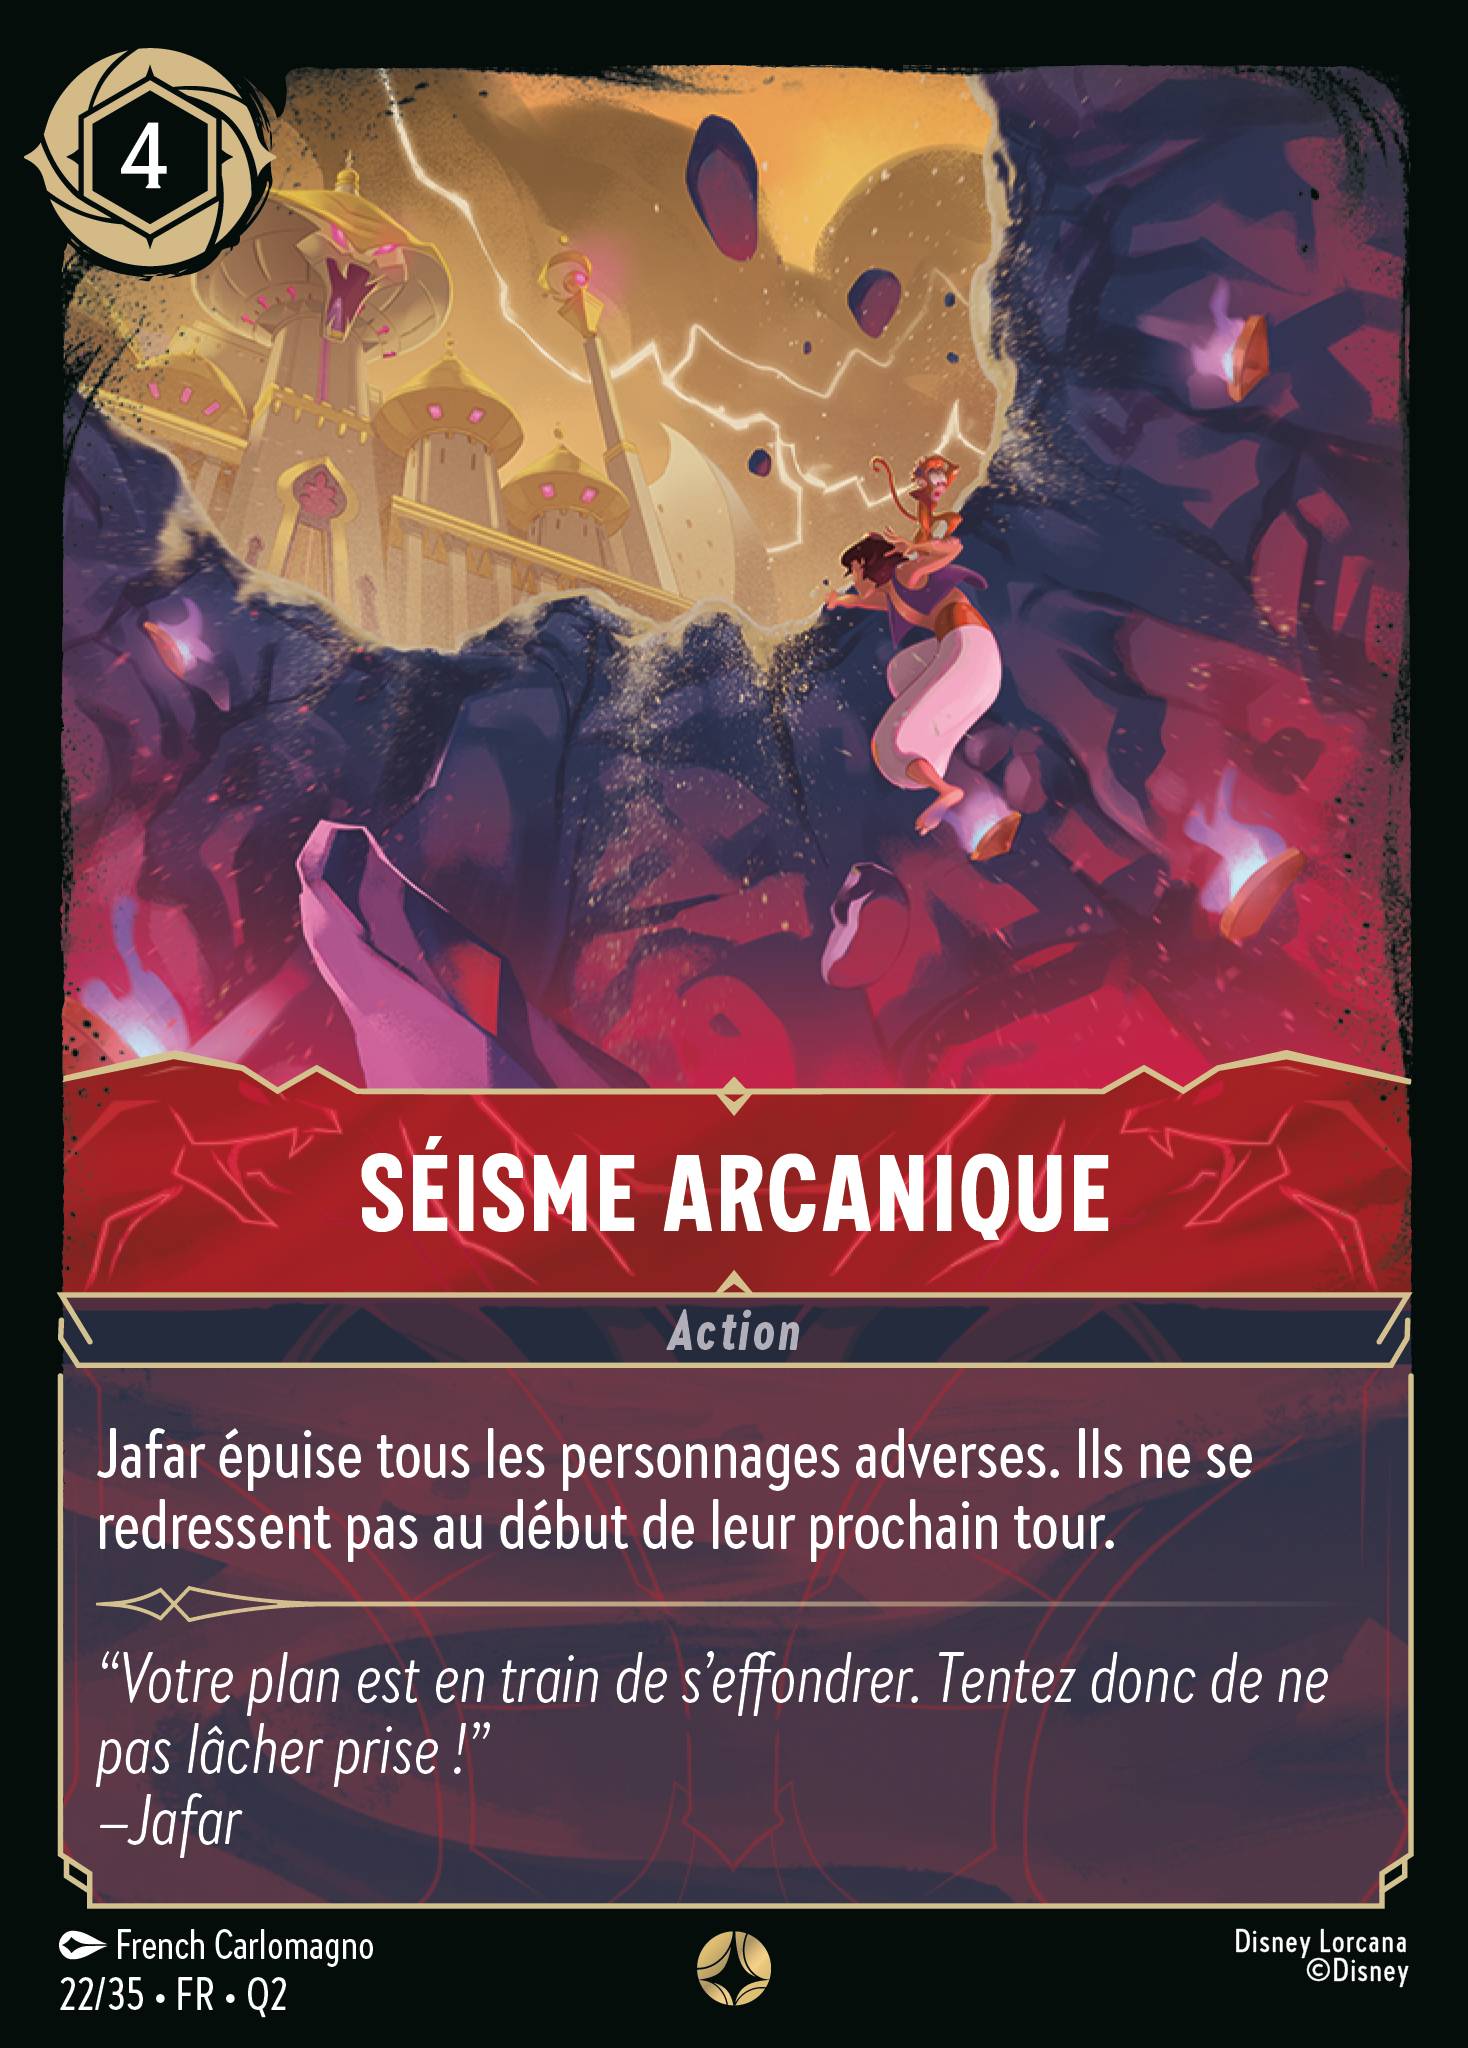 4
SÉISME ARCANIQUE
Action
Jafar épuise tous les personnages adverses. Ils ne se
redressent pas au début de leur prochain tour.
“Votre plan est en train de s’effondrer. Tentez donc de ne
pas lâcher prise !”
–Jafar
French Carlomagno
22/35 • FR • Q2
Disney Lorcana
©Disney